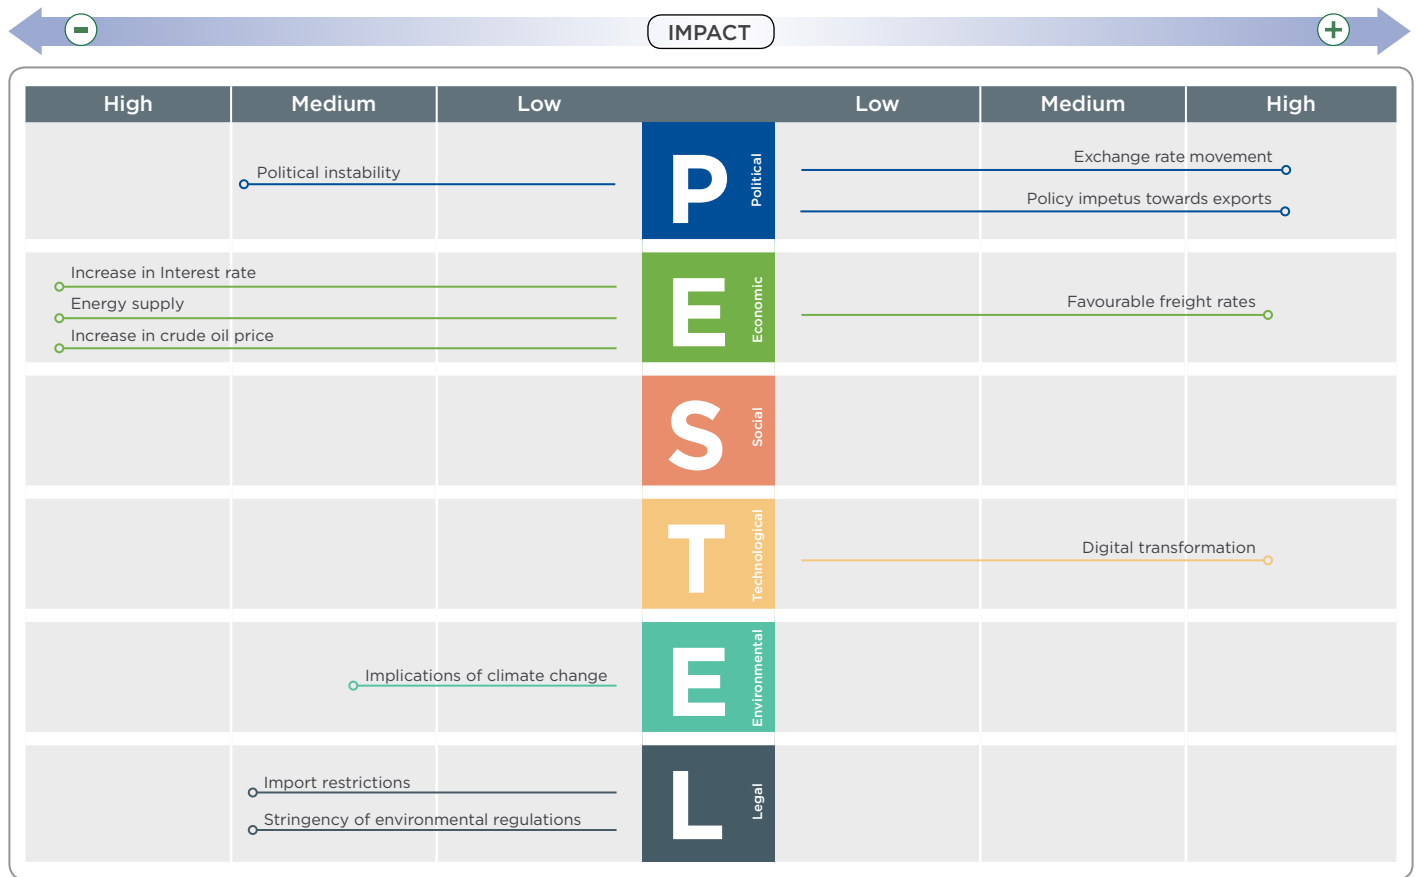 IMPACT
High Medium Low Low Medium High
Political instability
P
Political
Exchange rate movement
Policy impetus towards exports
Increase in Interest rate
Energy supply
Increase in crude oil price
E
Economic
Favourable freight rates
S
Social
T
Technological
Digital transformation
Implications of climate change
E
Environmental
Import restrictions
Stringency of environmental regulations
L
Legal